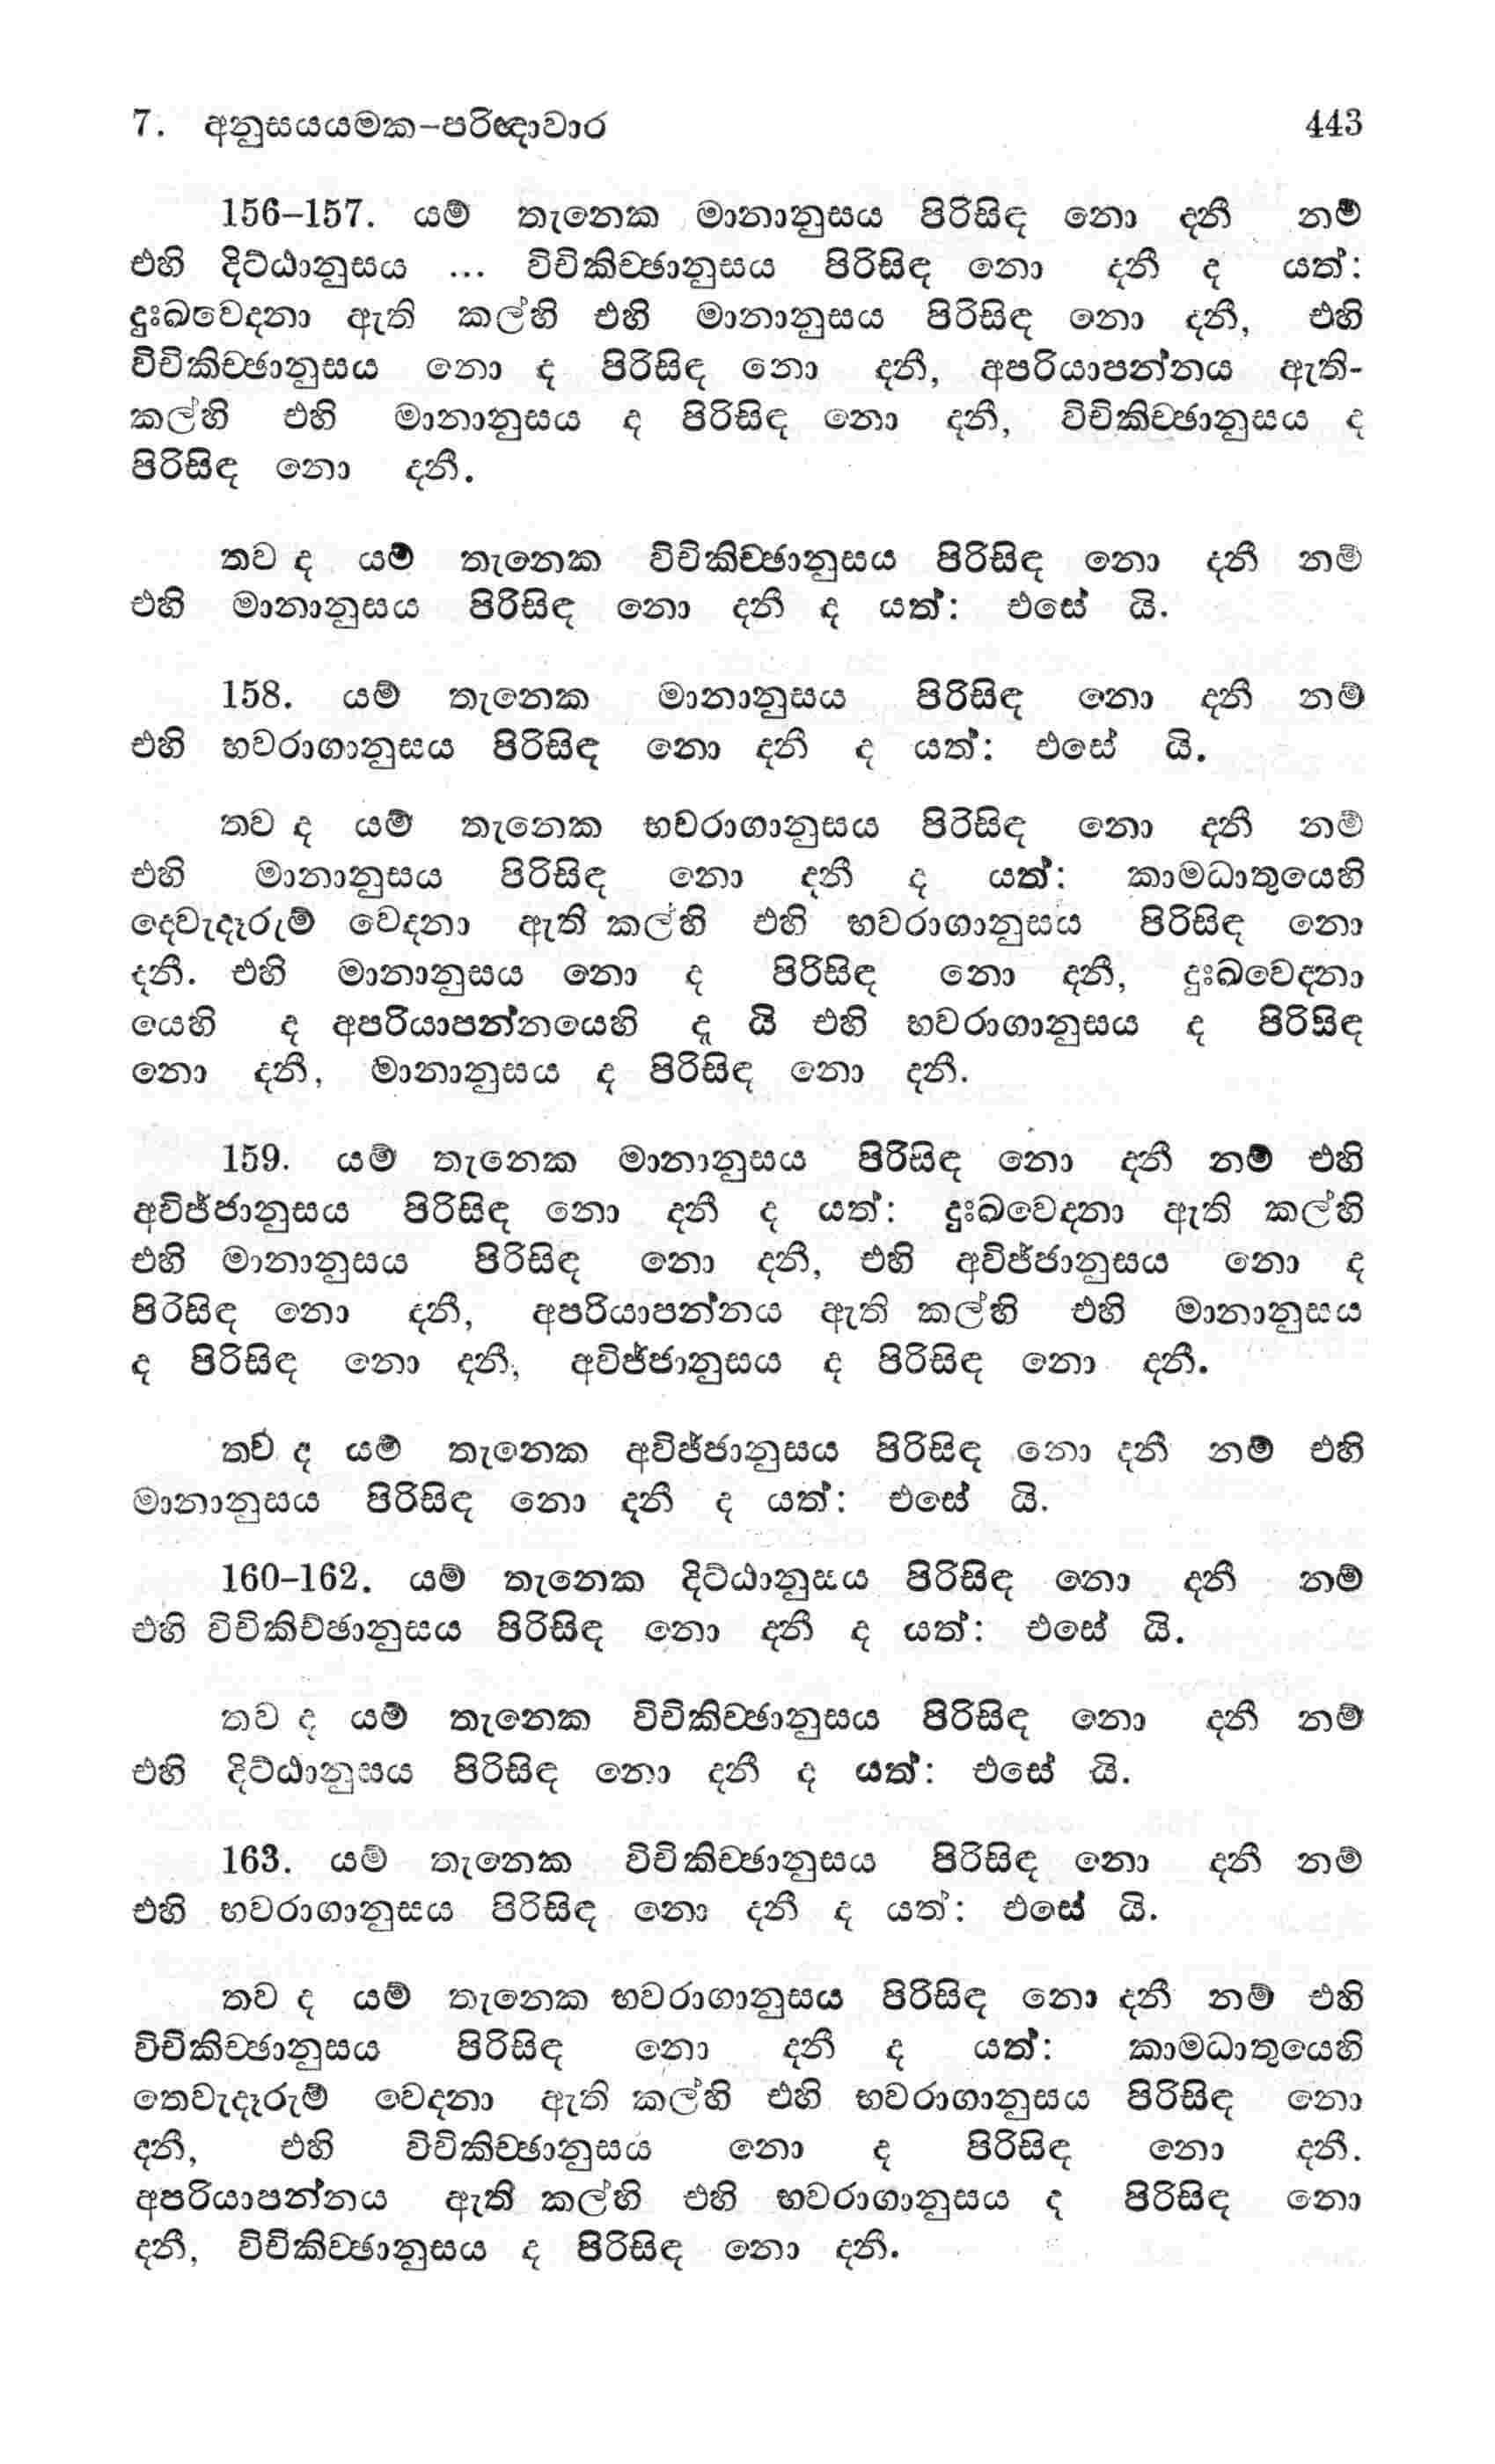 7. අනුසයයමක-පරිඤාවාර 443
156-157. යම් තැනෙක මානානුසය පිරිසිඳ නො දනී නම්
එහි දිට්ඨානුසය ... විචිකිච්ඡානුසය පිරිසිඳ නො දනී ද යත්:
දුඃඛවෙදනා ඇති කල්හි එහි මානානුසය පිරිසිඳ නො දනී, එහි
විචිකිච්ඡානුසය නො ද පිරිසිඳ නො දනී, අපරියාපන්නය ඇති-
කල්හි එහි මානානුසය ද පිරිසිඳ නො දනී, විචිකිච්ඡානුසය ද
පිරිසිඳ නො දනී.
තව ද යම් තැනෙක විචිකිච්ඡානුසය පිරිසිඳ නො දනී නම්
එහි මානානුසය පිරිසිඳ නො දනී ද යත්: එසේ යි.
158. යම් තැනෙක මානානුසය පිරිසිඳ නො දනී නම්
එහි භවරාගානුසය පිරිසිඳ නො දනී ද යත්: එසේ යි.
තව ද යම් තැනෙක භවරාගානුසය පිරිසිඳ නො දනී නම්
එහි මානානුසය පිරිසිඳ නො දනී ද යත්: කාමධාතුයෙහි
දෙවැදෑරුම් වෙදනා ඇති කල්හි එහි භවරාගානුසය පිරිසිඳ නො
දනී. එහි මානානුසය නො ද පිරිසිඳ නො දනී, දුඃඛවෙදනා
යෙහි ද අපරියාපන්නයෙහි දු යි එහි භවරාගානුසය ද පිරිසිඳ
නො දනී, මානානුසය ද පිරිසිඳ නො දනී.
159. යම් තැනෙක මානානුසය පිරිසිඳ නො දනී නම් එහි
අවිජ්ජානුසය පිරිසිඳ නො දනී ද යත්: දුඃඛවෙදනා ඇති කල්හි
එහි මානානුසය පිරිසිඳ නො දනී, එහි අවිජ්ජානුසය නො ද
පිරිසිඳ නො දනී, අපරියාපන්නය ඇති කල්හි එහි මානානුසය
ද පිරිසිඳ නො දනී, අවිජ්ජානුසය ද පිරිසිඳ නො දනී.
තව ද යම් තැනෙක අවිජ්ජානුසය පිරිසිඳ නො දනී නම් එහි
මානානුසය පිරිසිඳ නො දනී ද යත්: එසේ යි.
160-162. යම් තැනෙක දිට්ඨානුසය පිරිසිඳ නො දනී නම්
එහි විචිකිච්ඡානුසය පිරිසිඳ නො දනී ද යත්: එසේ යි.
තව ද යම් තැනෙක විචිකිච්ඡානුසය පිරිසිඳ නො දනී නම්
එහි දිට්ඨානුසය පිරිසිඳ නො දනී ද යත්: එසේ යි.
163. යම් තැනෙක විචිකිච්ඡානුසය පිරිසිඳ නො දනී නම්
එහි භවරාගානුසය පිරිසිඳ නො දනී ද යත්: එසේ යි.
තව ද යම් තැනෙක භවරාගානුසය පිරිසිඳ නො දනී නම් එහි
විචිකිච්ඡානුසය පිරිසිඳ නො දනී ද යත්: කාමධාතුයෙහි
තෙවැදෑරුම් වෙදනා ඇති කල්හි එහි භවරාගානුසය පිරිසිඳ නො
දනී, එහි විචිකිච්ඡානුසය නො ද පිරිසිඳ නො දනී.
අපරියාපන්නය ඇති කල්හි එහි භවරාගානුසය ද පිරිසිඳ නො
දනී, විචිකිච්ඡානුසය ද පිරිසිඳ නො දනී.